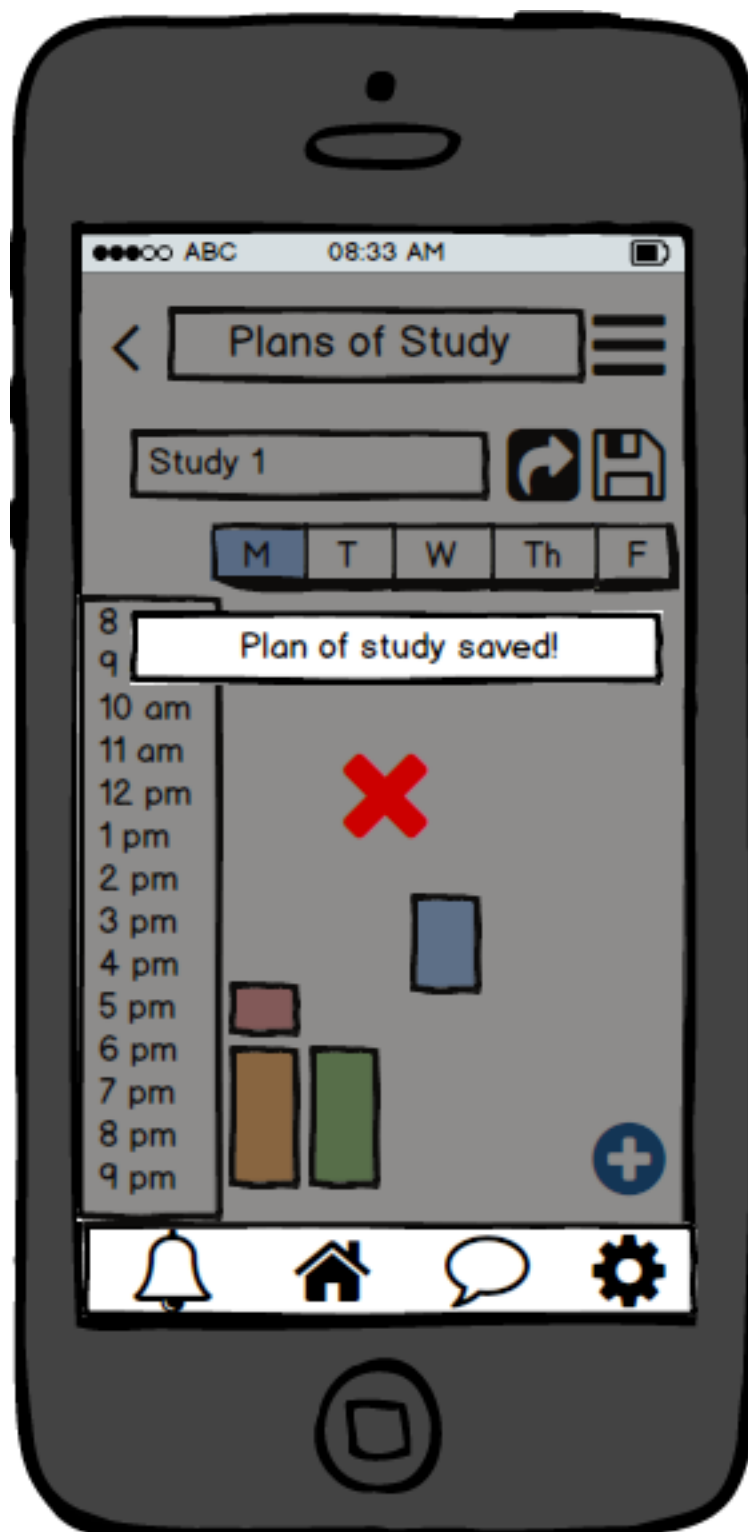 ABC 08:33 AM
Plans of Study
Study 1
M T W Th F
8
Plan of study saved!
9
10 am
11 am
12 pm
1 pm
2 pm
3 pm
4 pm
5 pm
6 pm
7 pm
8 pm
9 pm